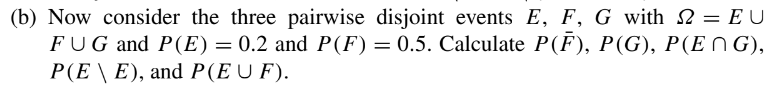 (b) Now consider the three pairwise disjoint events E, F, G with Ω = E ∪
F ∪ G and P(E) = 0.2 and P(F) = 0.5. Calculate P(F̄), P(G), P(E ∩ G),
P(E \ E), and P(E ∪ F).